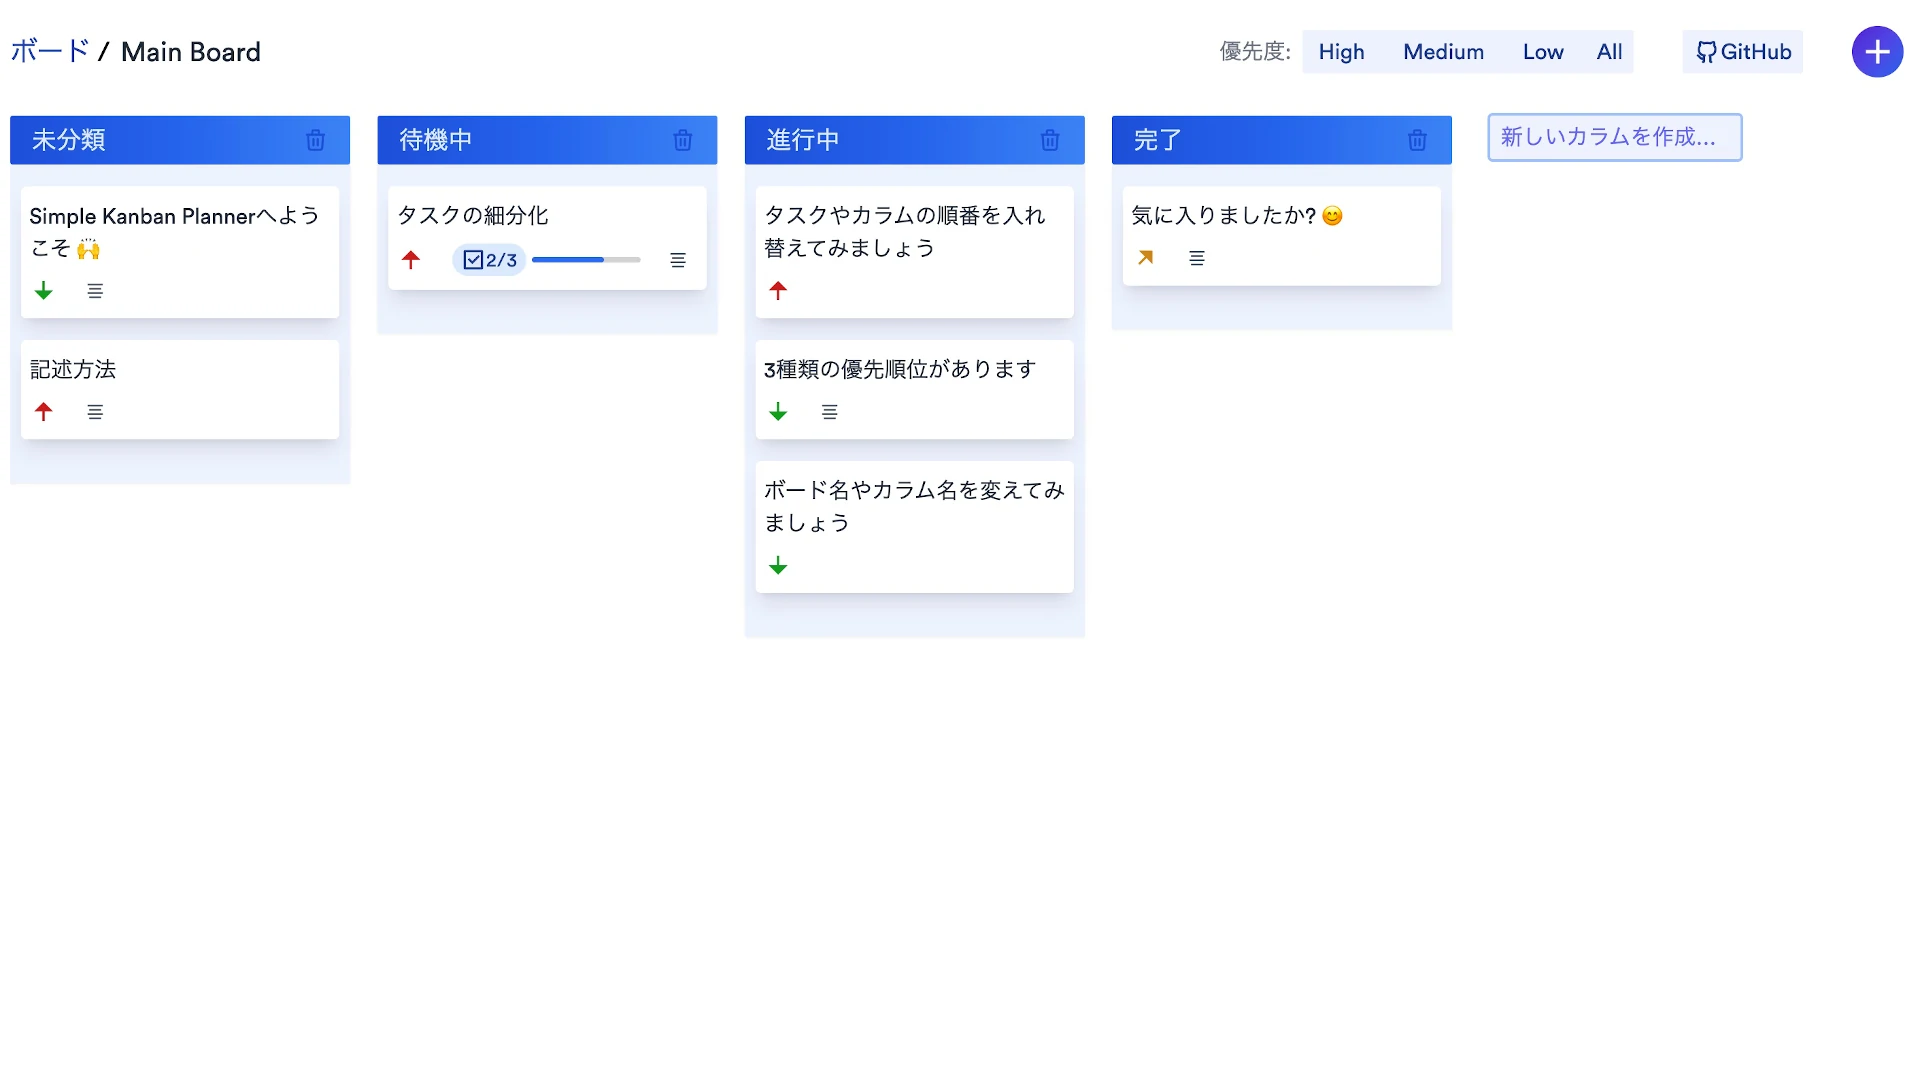 ボード / Main Board
優先度: High Medium Low All
GitHub
未分類
Simple Kanban Plannerへよう
こそ 🙌
記述方法
待機中
タスクの細分化
2/3
進行中
タスクやカラムの順番を入れ
替えてみましょう
3種類の優先順位があります
ボード名やカラム名を変えてみ
ましょう
完了
気に入りましたか? 😊
新しいカラムを作成...